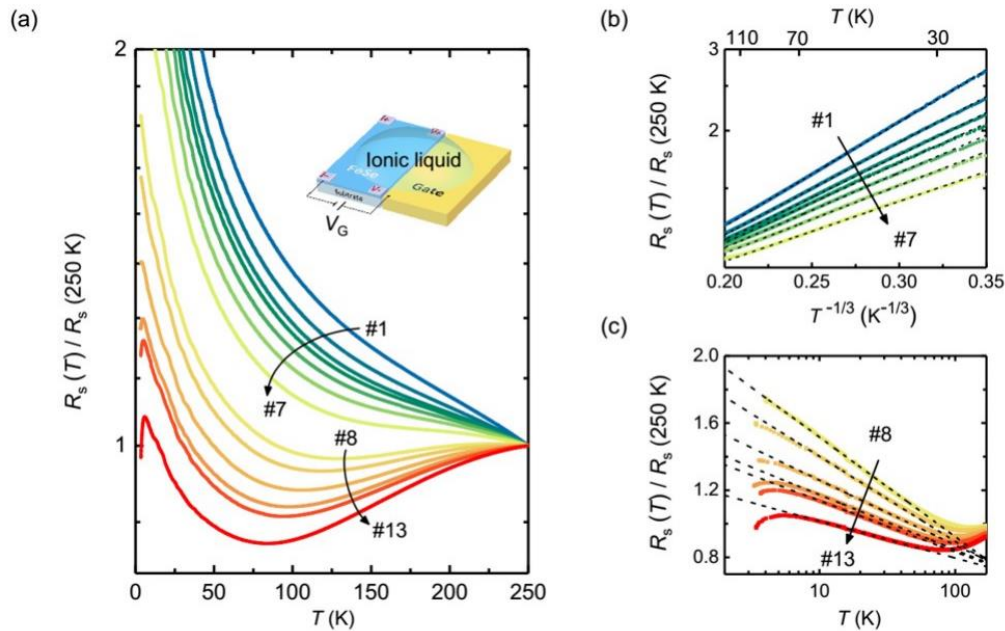 (a)
R_s (T) / R_s (250 K)
2
1
0
50
100
150
200
250
T (K)
Ionic liquid
FeSe
Gate
Substrate
V_G
#1
#7
#8
#13
(b)
T (K)
110
70
30
R_s (T) / R_s (250 K)
3
2
#1
#7
0.20
0.25
0.30
0.35
T^{-1/3} (K^{-1/3})
(c)
R_s (T) / R_s (250 K)
2.0
1.6
1.2
0.8
#8
#13
10
100
T (K)